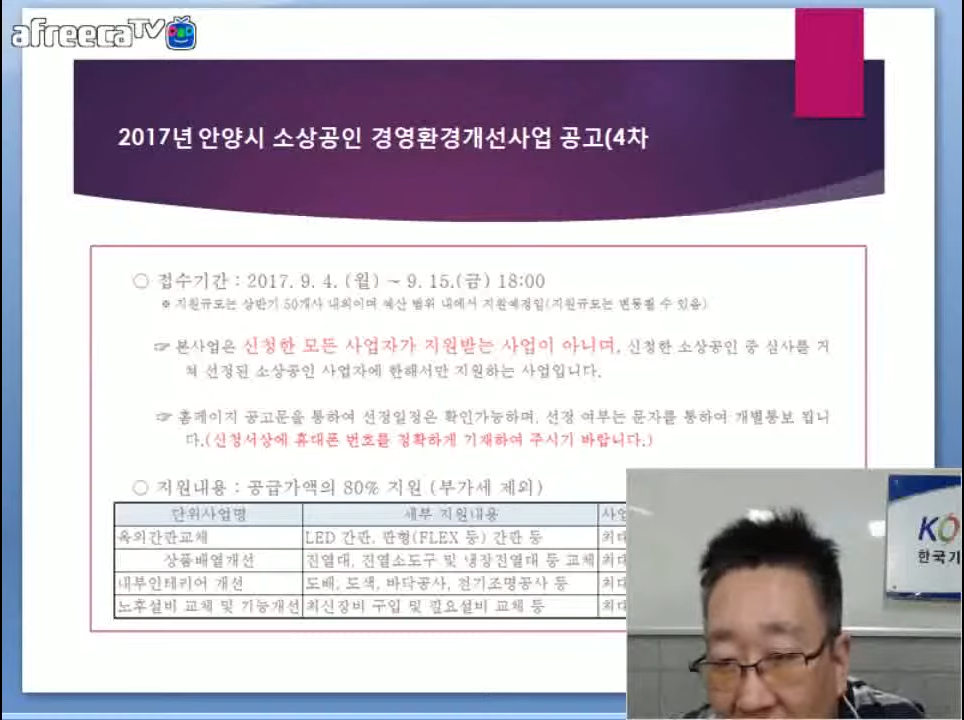 afreecaTV
2017년 안양시 소상공인 경영환경개선사업 공고(4차
○ 접수기간 : 2017. 9. 4. (월) ~ 9. 15.(금) 18:00
※ 지원규모는 상반기 50개사 내외이며 예산 범위 내에서 지원예정임(지원규모는 변동될 수 있음)
☞ 본사업은 신청한 모든 사업자가 지원받는 사업이 아니며, 신청한 소상공인 중 심사를 거
쳐 선정된 소상공인 사업자에 한해서만 지원하는 사업입니다.
☞ 홈페이지 공고문을 통하여 선정일정은 확인가능하며, 선정 여부는 문자를 통하여 개별통보 됩니
다.(신청서상에 휴대폰 번호를 정확하게 기재하여 주시기 바랍니다.)
○ 지원내용 : 공급가액의 80% 지원 (부가세 제외)
단위사업명 세부 지원내용 사업
옥외간판교체 LED 간판, 판형(FLEX 등) 간판 등 최대
상품배열개선 진열대, 진열소도구 및 냉장진열대 등 교체 최대
내부인테리어 개선 도배, 도색, 바닥공사, 전기조명공사 등 최대
노후설비 교체 및 기능개선 최신장비 구입 및 필요설비 교체 등 최대
KO
한국기